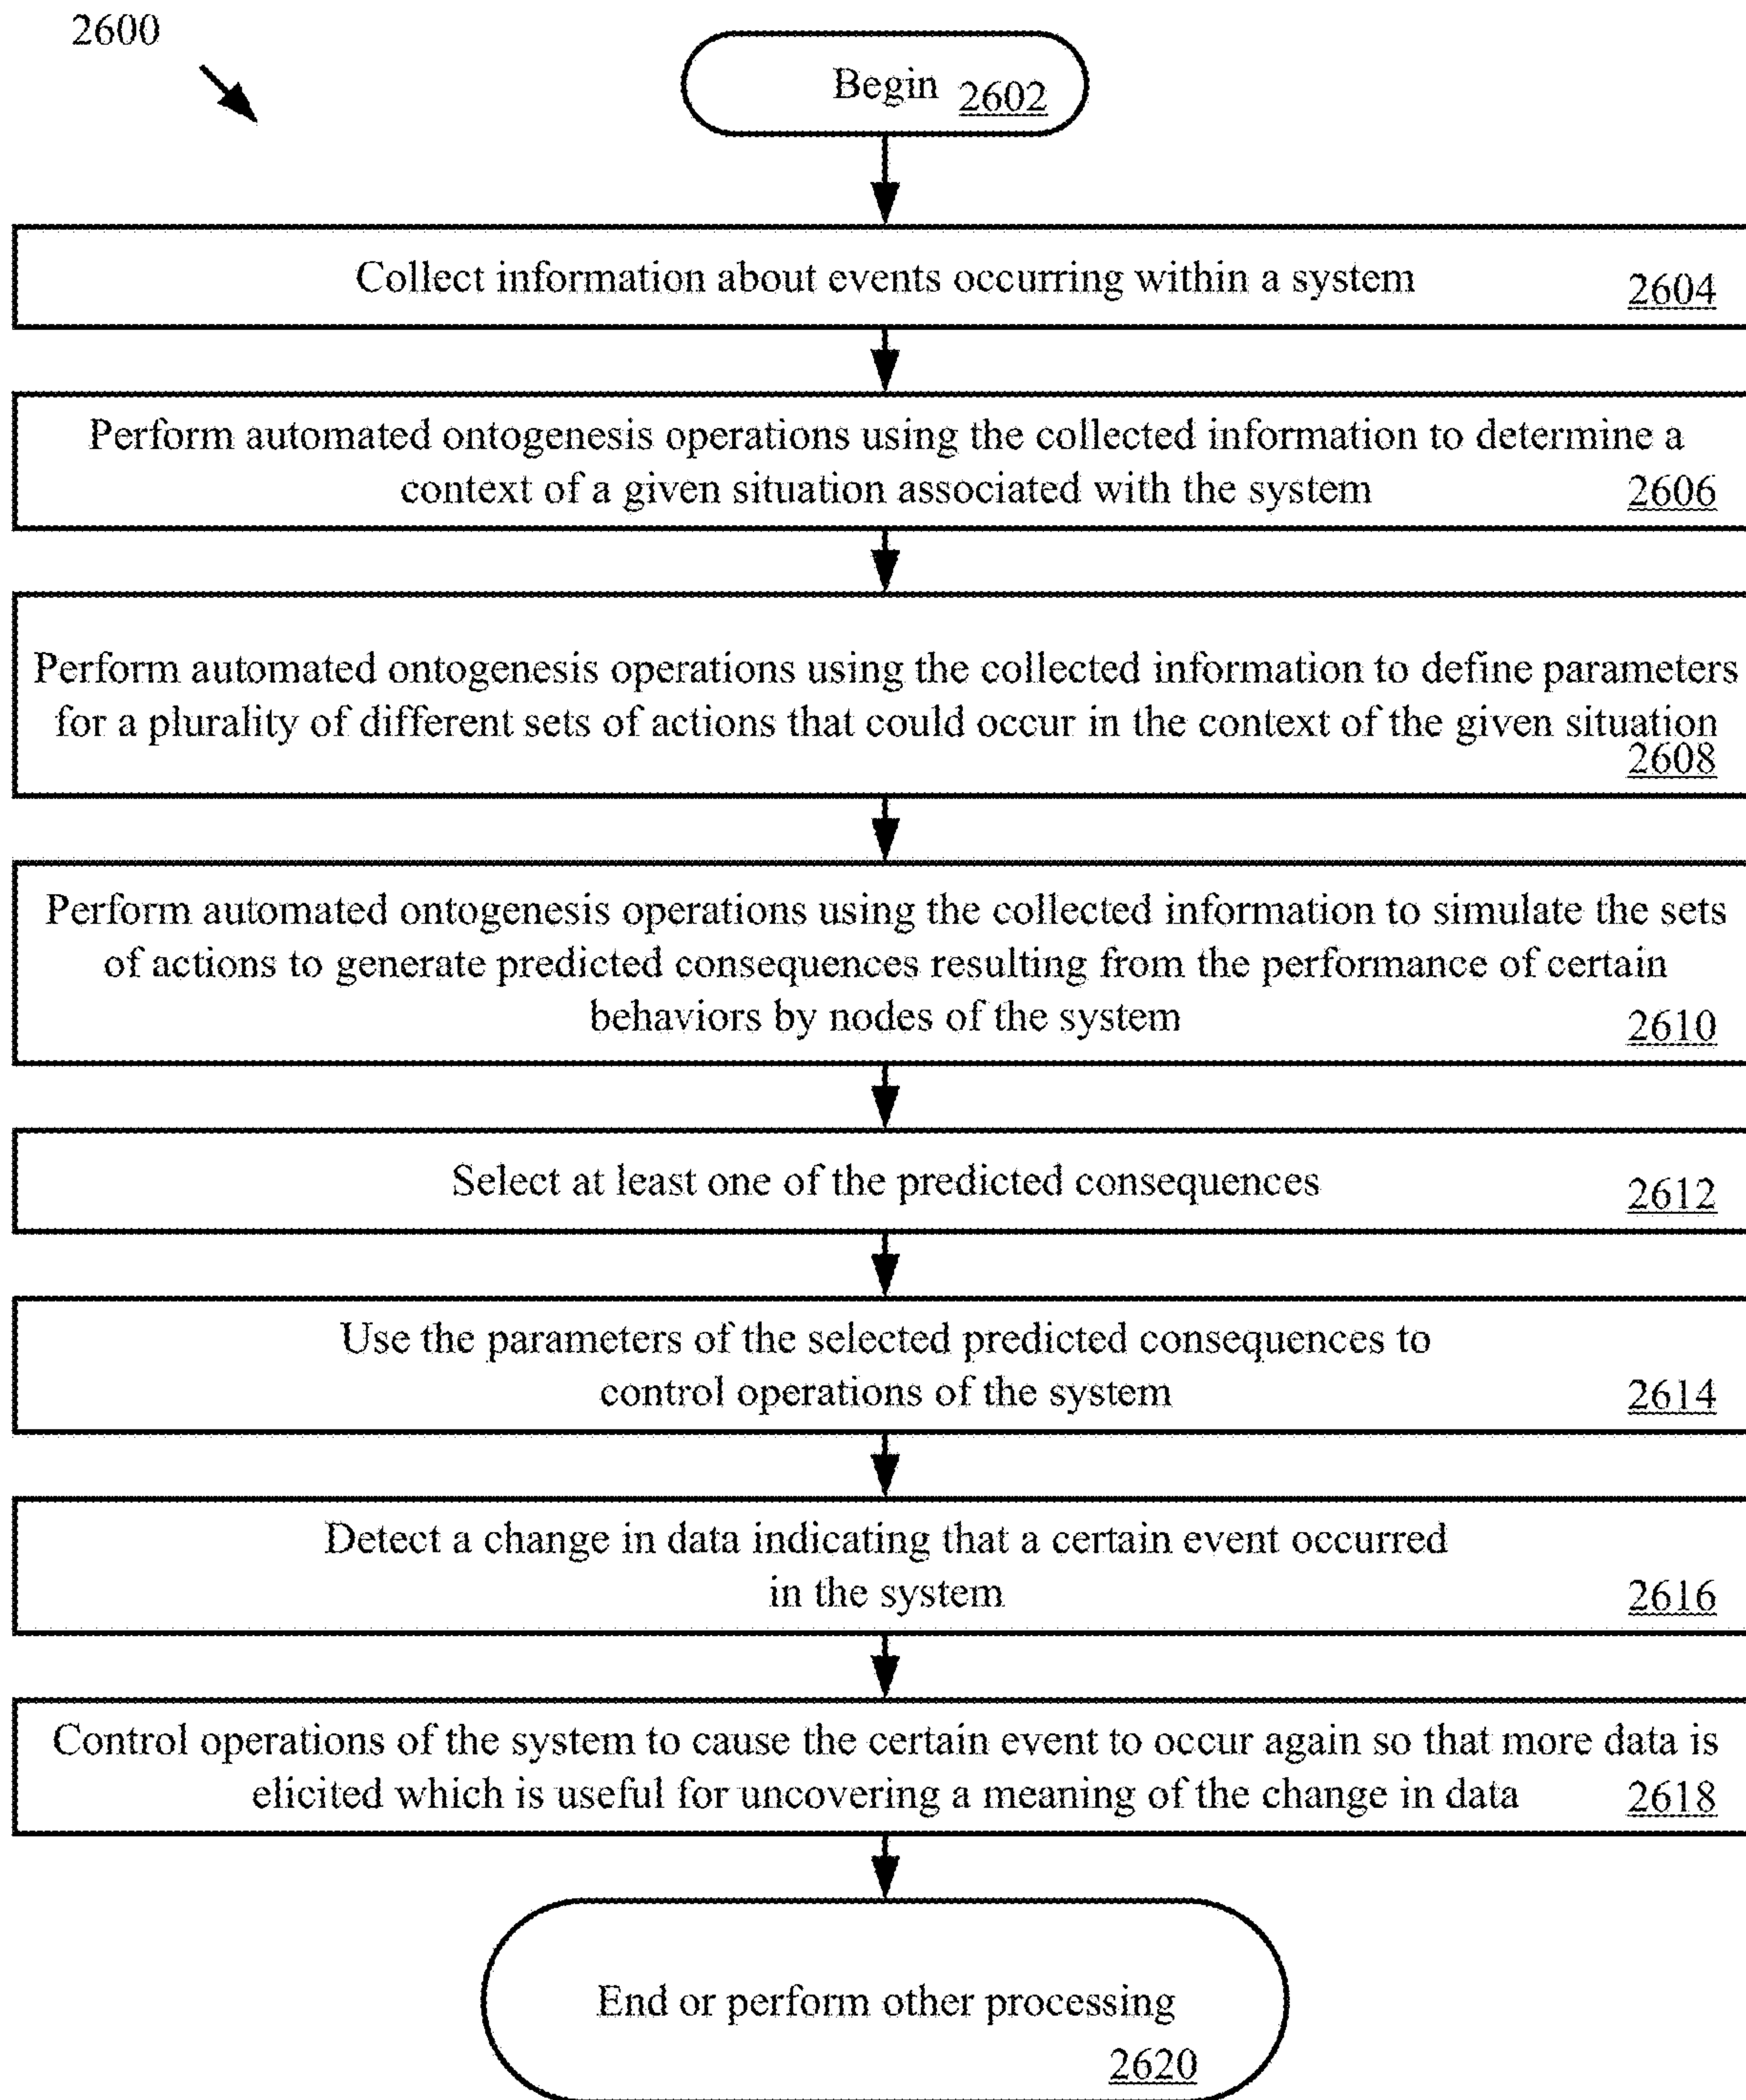 2600
Begin 2602
Collect information about events occurring within a system 2604
Perform automated ontogenesis operations using the collected information to determine a
context of a given situation associated with the system 2606
Perform automated ontogenesis operations using the collected information to define parameters
for a plurality of different sets of actions that could occur in the context of the given situation
2608
Perform automated ontogenesis operations using the collected information to simulate the sets
of actions to generate predicted consequences resulting from the performance of certain
behaviors by nodes of the system 2610
Select at least one of the predicted consequences 2612
Use the parameters of the selected predicted consequences to
control operations of the system 2614
Detect a change in data indicating that a certain event occurred
in the system 2616
Control operations of the system to cause the certain event to occur again so that more data is
elicited which is useful for uncovering a meaning of the change in data 2618
End or perform other processing
2620